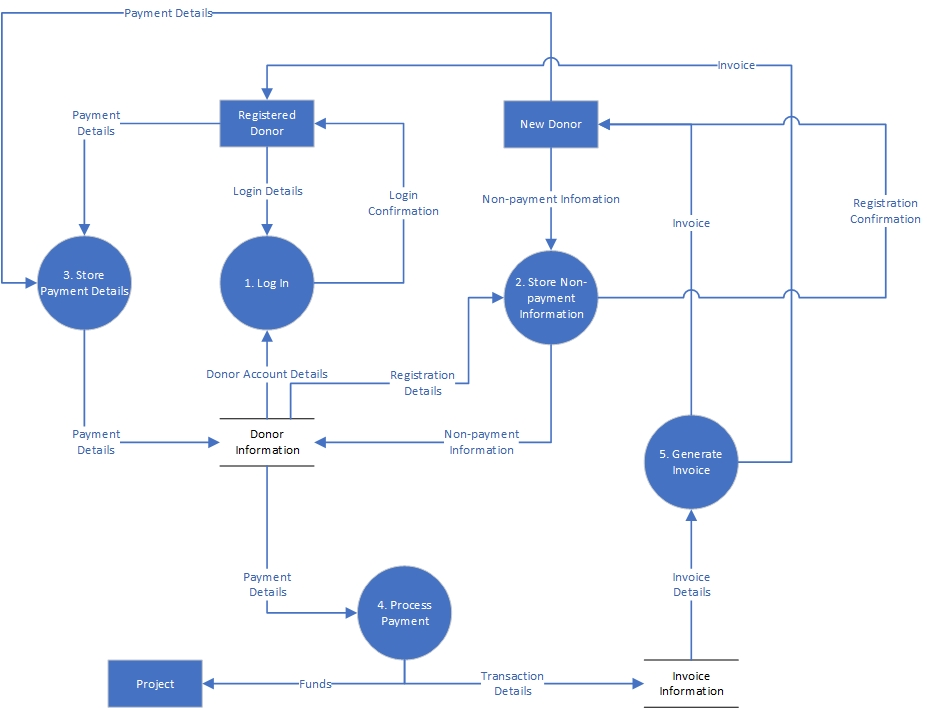 Payment Details
Invoice
Payment
Details
Registered
Donor
New Donor
Login Details
Login
Confirmation
Non-payment Infomation
Registration
Confirmation
Invoice
3. Store
Payment Details
1. Log In
2. Store Non-
payment
Information
Donor Account Details
Registration
Details
Payment
Details
Donor
Information
Non-payment
Information
5. Generate
Invoice
Payment
Details
4. Process
Payment
Invoice
Details
Project
Funds
Transaction
Details
Invoice
Information